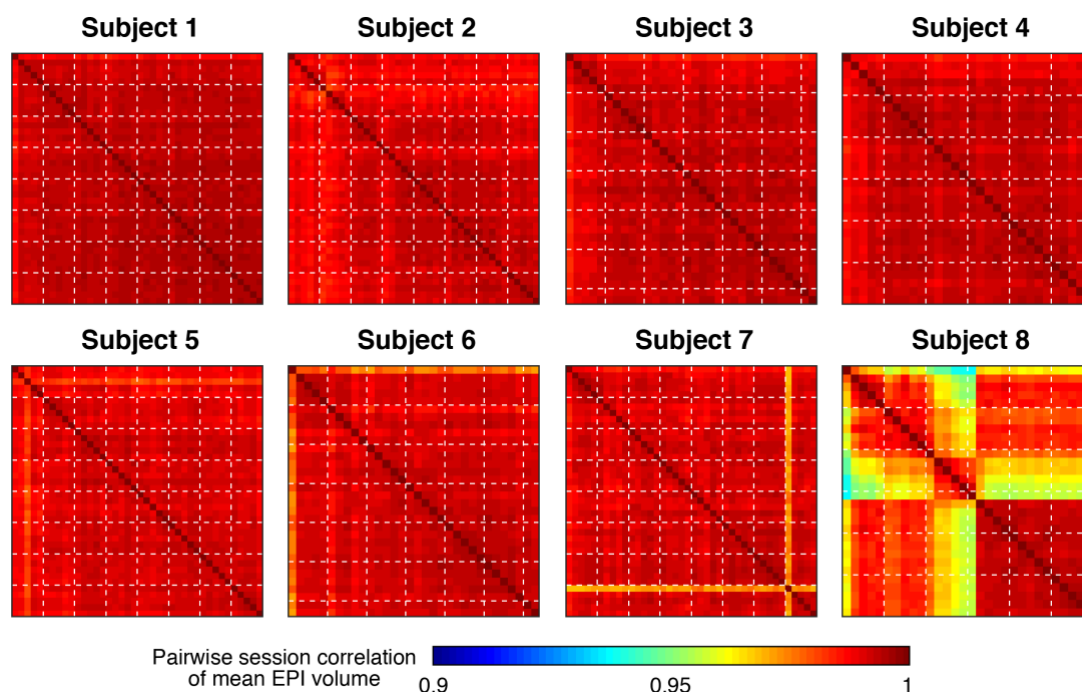 Subject 1 Subject 2 Subject 3 Subject 4
Subject 5 Subject 6 Subject 7 Subject 8
Pairwise session correlation
of mean EPI volume
0.9 0.95 1